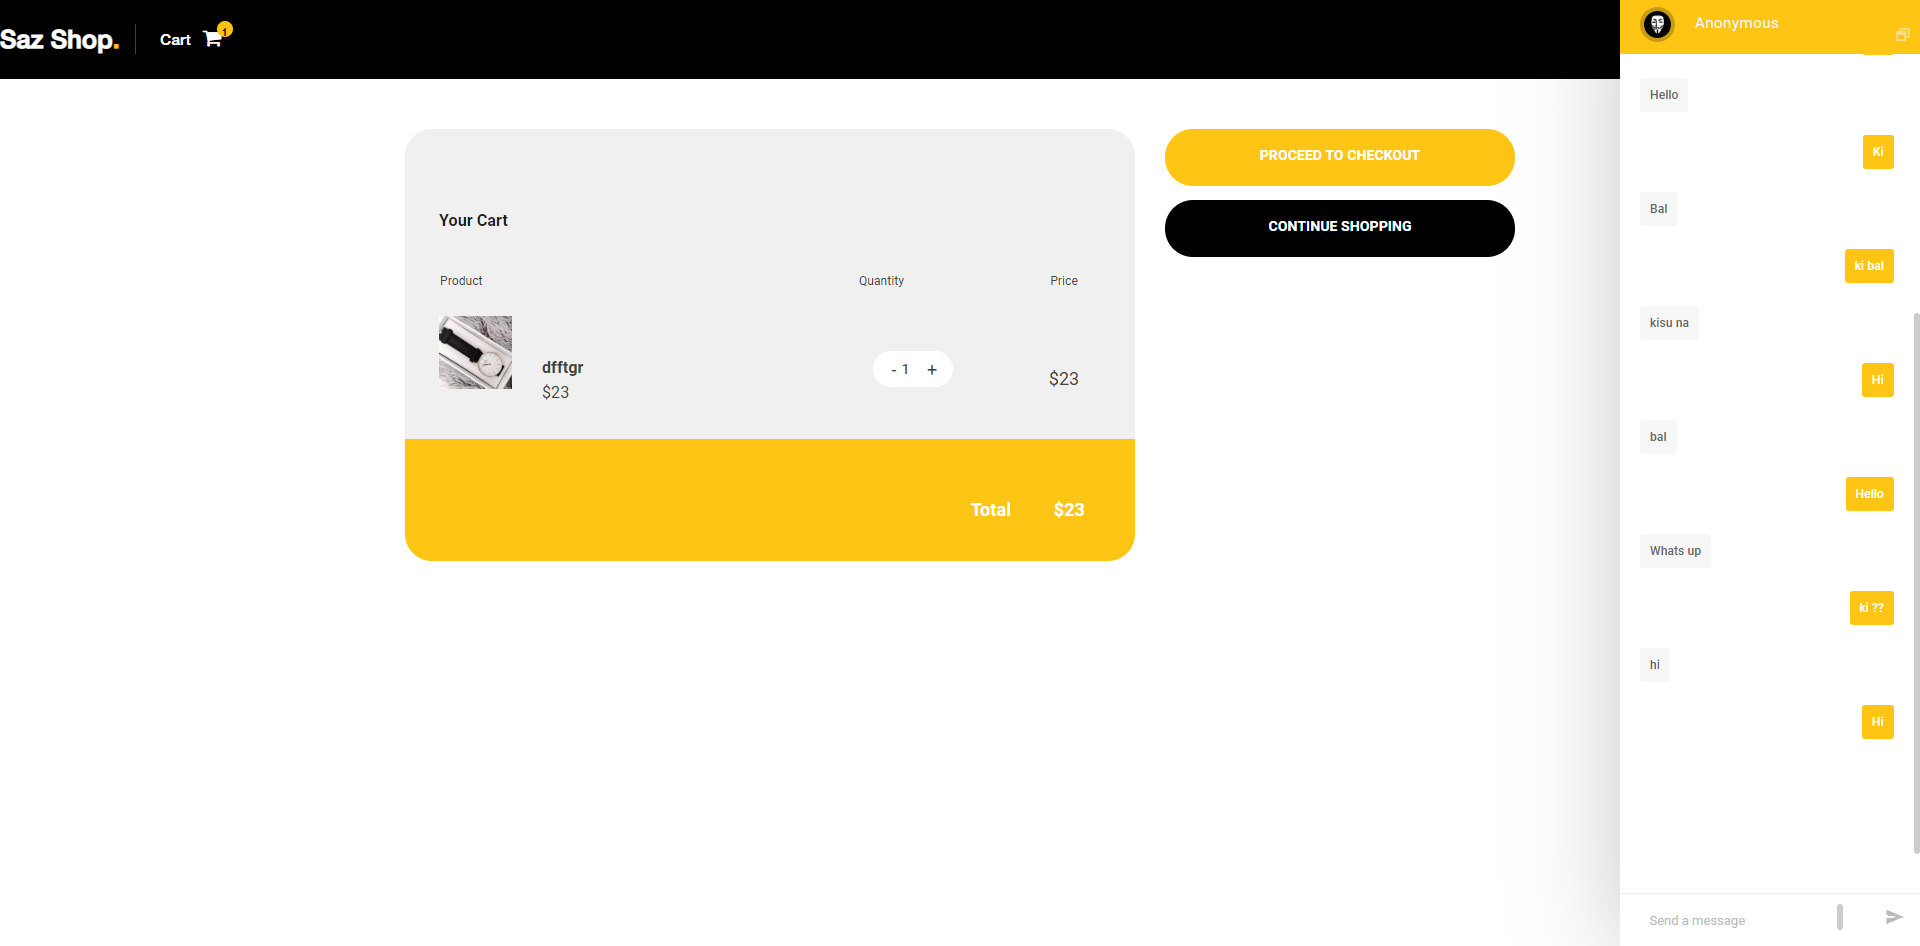 Saz Shop.
Cart
1
PROCEED TO CHECKOUT
CONTINUE SHOPPING
Your Cart
Product Quantity Price
dfftgr
$23
- 1 +
$23
Total $23
Anonymous
Hello
Ki
Bal
ki bal
kisu na
Hi
bal
Hello
Whats up
ki ??
hi
Hi
Send a message